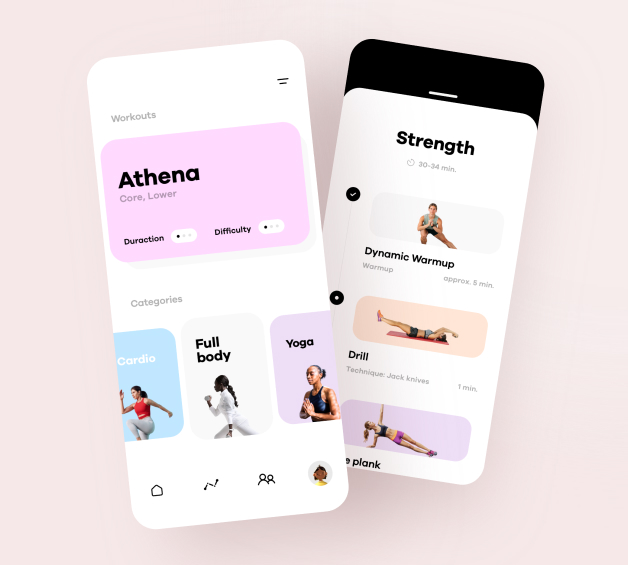 Workouts
Athena
Core, Lower
Duraction
Difficulty
Categories
Cardio
Full
body
Yoga
Strength
30-34 min.
Dynamic Warmup
Warmup
approx. 5 min.
Drill
Technique: Jack knives
1 min.
e plank